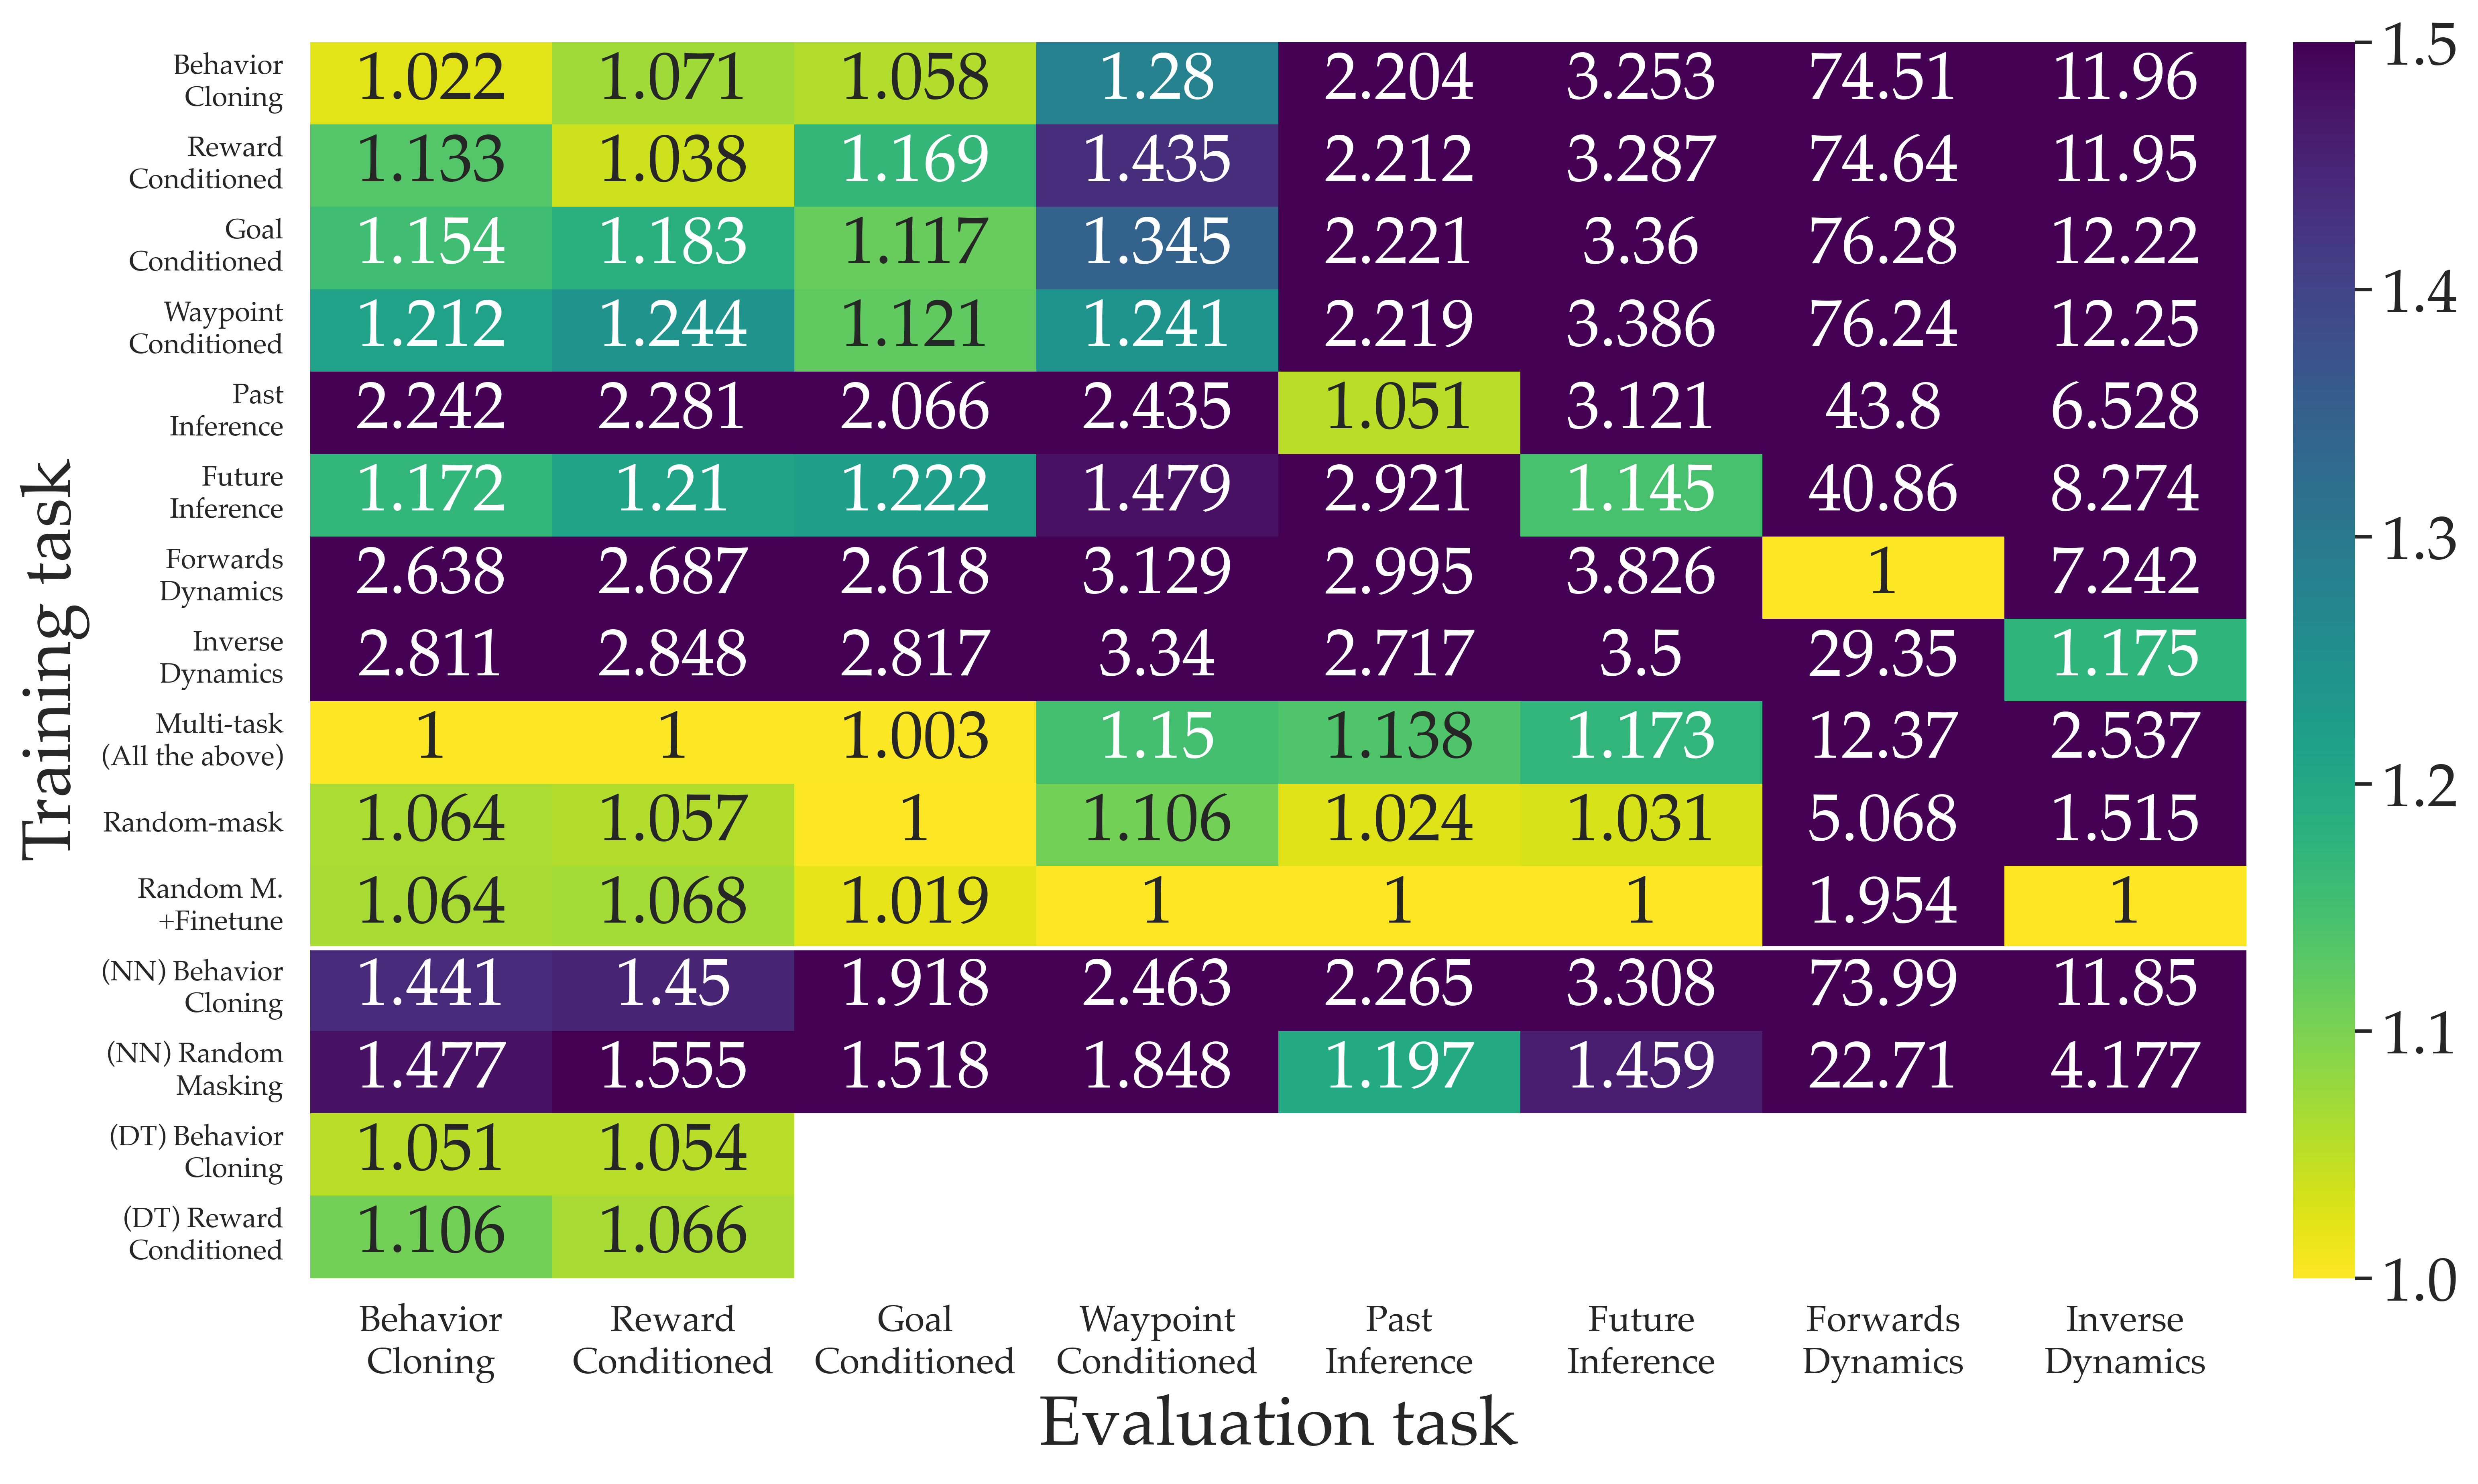 Training task
Behavior
Cloning
1.022 1.071 1.058 1.28 2.204 3.253 74.51 11.96
Reward
Conditioned
1.133 1.038 1.169 1.435 2.212 3.287 74.64 11.95
Goal
Conditioned
1.154 1.183 1.117 1.345 2.221 3.36 76.28 12.22
Waypoint
Conditioned
1.212 1.244 1.121 1.241 2.219 3.386 76.24 12.25
Past
Inference
2.242 2.281 2.066 2.435 1.051 3.121 43.8 6.528
Future
Inference
1.172 1.21 1.222 1.479 2.921 1.145 40.86 8.274
Forwards
Dynamics
2.638 2.687 2.618 3.129 2.995 3.826 1 7.242
Inverse
Dynamics
2.811 2.848 2.817 3.34 2.717 3.5 29.35 1.175
Multi-task
(All the above)
1 1 1.003 1.15 1.138 1.173 12.37 2.537
Random-mask 1.064 1.057 1 1.106 1.024 1.031 5.068 1.515
Random M.
+Finetune
1.064 1.068 1.019 1 1 1 1.954 1
(NN) Behavior
Cloning
1.441 1.45 1.918 2.463 2.265 3.308 73.99 11.85
(NN) Random
Masking
1.477 1.555 1.518 1.848 1.197 1.459 22.71 4.177
(DT) Behavior
Cloning
1.051 1.054
(DT) Reward
Conditioned
1.106 1.066
Behavior
Cloning
Reward
Conditioned
Goal
Conditioned
Waypoint
Conditioned
Past
Inference
Future
Inference
Forwards
Dynamics
Inverse
Dynamics
Evaluation task
1.5
1.4
1.3
1.2
1.1
1.0